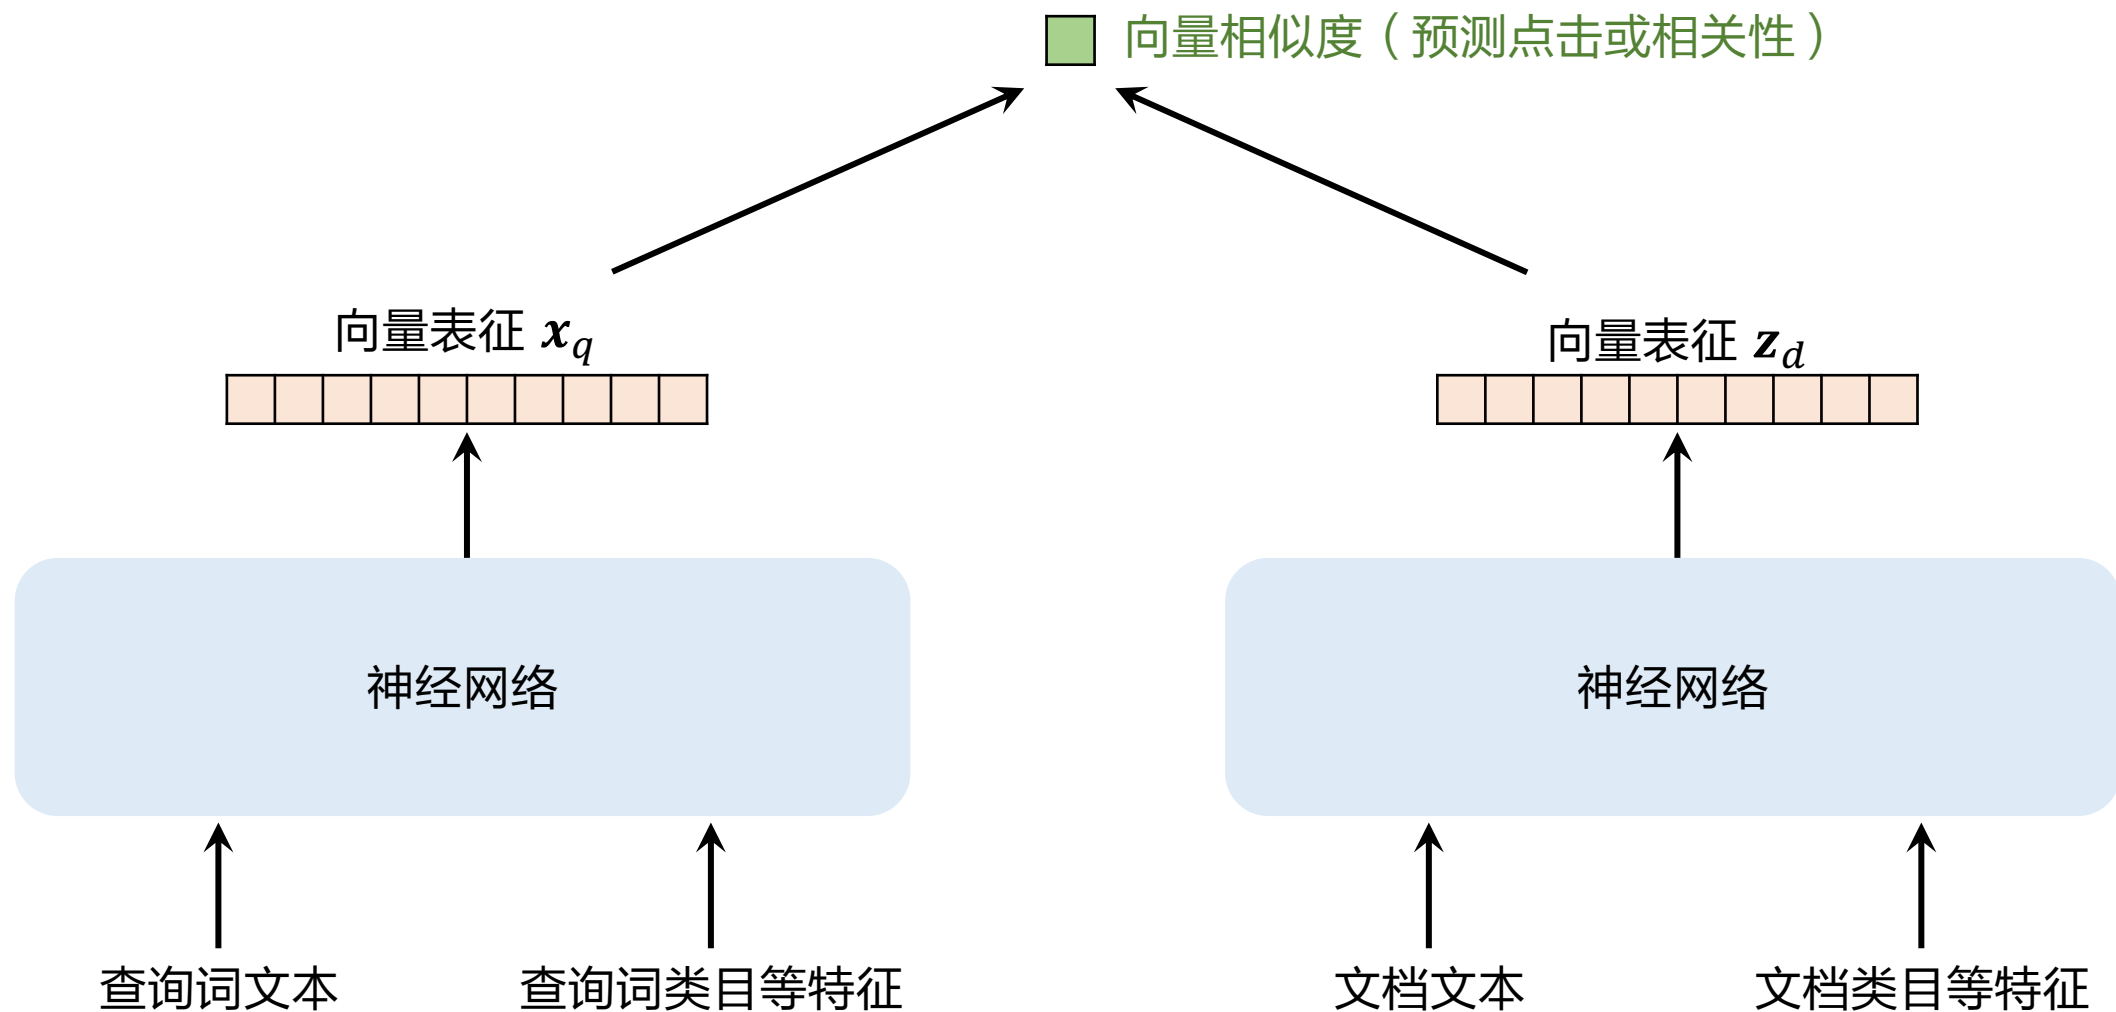 向量相似度（预测点击或相关性）
向量表征 x_q
向量表征 z_d
神经网络
神经网络
查询词文本
查询词类目等特征
文档文本
文档类目等特征